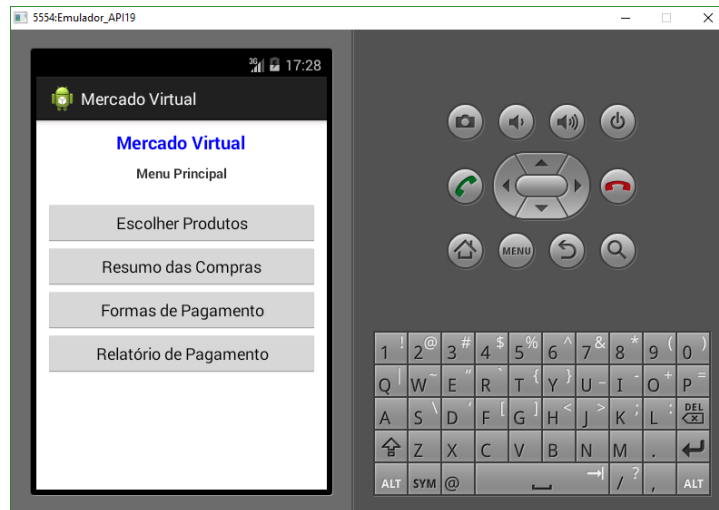 5554:Emulador_API19
36 17:28
Mercado Virtual
Mercado Virtual
Menu Principal
Escolher Produtos
Resumo das Compras
Formas de Pagamento
Relatório de Pagamento
MENU
1 ! 2 @ 3 # 4 $ 5 % 6 ^ 7 & 8 * 9 ( 0 )
Q | W ~ E " R ` T { Y } U _ I - O + P =
A S \ D ' F [ G ] H < J > K ; L : DEL
Z X C V B N M .
ALT SYM @ / ? , ALT